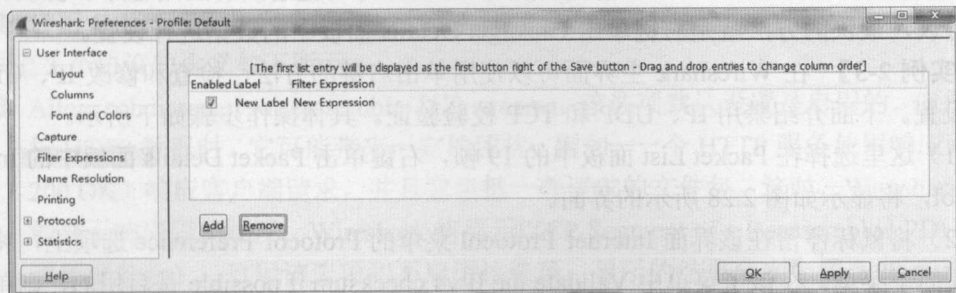 Wireshark: Preferences - Profile: Default
User Interface
Layout
Columns
Font and Colors
Capture
Filter Expressions
Name Resolution
Printing
Protocols
Statistics
[The first list entry will be displayed as the first button right of the Save button - Drag and drop entries to change column order]
Enabled Label Filter Expression
New Label New Expression
Add Remove
Help OK Apply Cancel